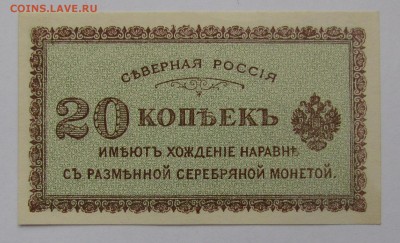 COINS.LAVE.RU
СѢВЕРНАЯ РОССІЯ
20 КОПѢЕКЪ
ИМѢЮТЪ ХОЖДЕНІЕ НАРАВНѢ
СЪ РАЗМѢННОЙ СЕРЕБРЯНОЙ МОНЕТОЙ.